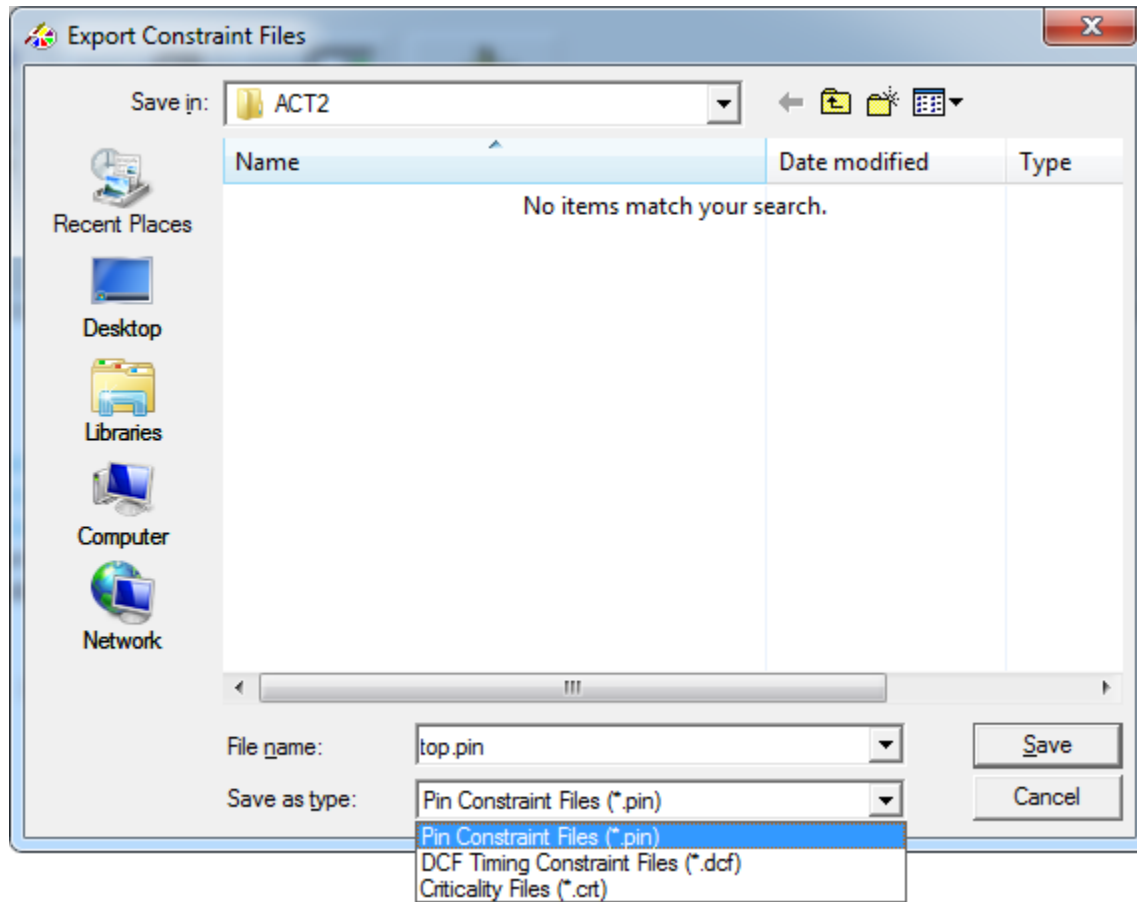 Export Constraint Files
Save in: ACT2
Name Date modified Type
No items match your search.
Recent Places
Desktop
Libraries
Computer
Network
File name: top.pin Save
Save as type: Pin Constraint Files (*.pin) Cancel
Pin Constraint Files (*.pin)
DCF Timing Constraint Files (*.dcf)
Criticality Files (*.crt)